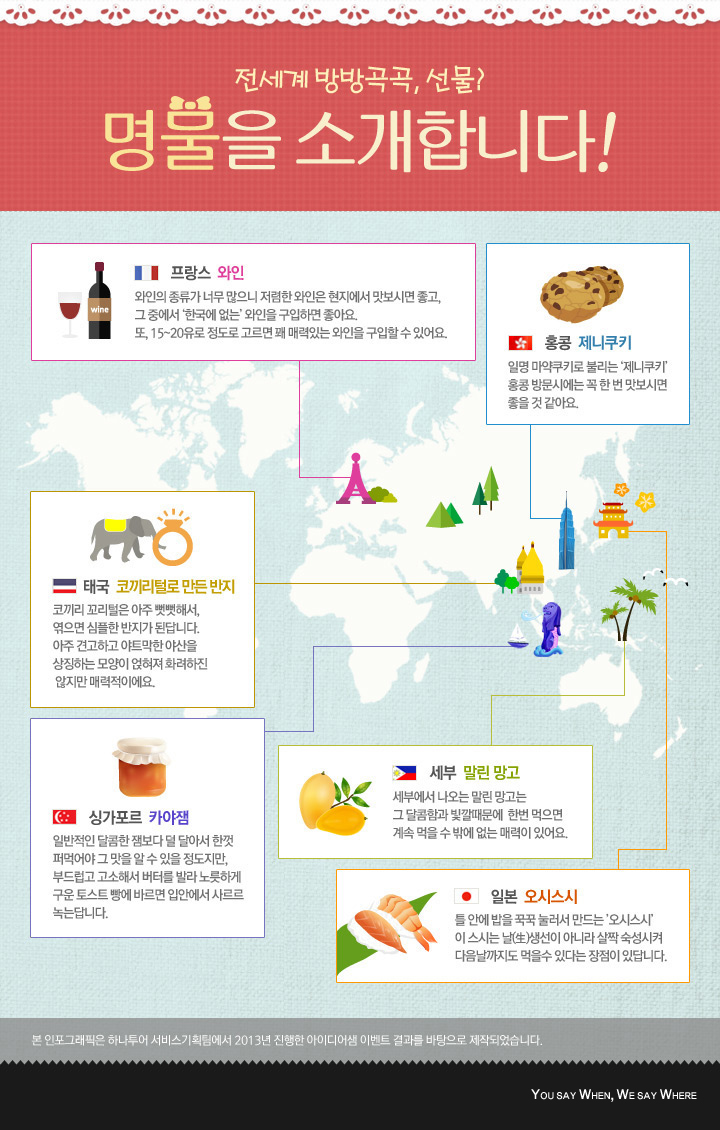 전세계 방방곡곡, 선물?
명물을 소개합니다!
wine
프랑스 와인
와인의 종류가 너무 많으니 저렴한 와인은 현지에서 맛보시면 좋고,
그 중에서 '한국에 없는' 와인을 구입하면 좋아요.
또, 15~20유로 정도로 고르면 꽤 매력있는 와인을 구입할 수 있어요.
홍콩 제니쿠키
일명 마약쿠키로 불리는 '제니쿠키'
홍콩 방문시에는 꼭 한 번 맛보시면
좋을 것 같아요.
태국 코끼리털로 만든 반지
코끼리 꼬리털은 아주 뻣뻣해서,
엮으면 심플한 반지가 된답니다.
아주 견고하고 야트막한 야산을
상징하는 모양이 얹혀져 화려하진
않지만 매력적이에요.
싱가포르 카야잼
일반적인 달콤한 잼보다 덜 달아서 한껏
퍼먹어야 그 맛을 알 수 있을 정도지만,
부드럽고 고소해서 버터를 발라 노릇하게
구운 토스트 빵에 바르면 입안에서 사르르
녹는답니다.
세부 말린 망고
세부에서 나오는 말린 망고는
그 달콤함과 빛깔때문에 한번 먹으면
계속 먹을 수 밖에 없는 매력이 있어요.
일본 오시스시
틀 안에 밥을 꾹꾹 눌러서 만드는 '오시스시'
이 스시는 날(生)생선이 아니라 살짝 숙성시켜
다음날까지도 먹을수 있다는 장점이 있답니다.
본 인포그래픽은 하나투어 서비스기획팀에서 2013년 진행한 아이디어샘 이벤트 결과를 바탕으로 제작되었습니다.
You say When, We say Where